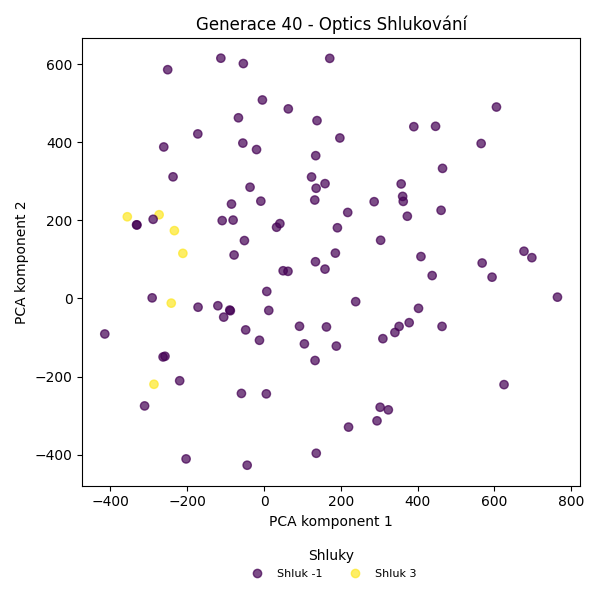 Generace 40 - Optics Shlukování
600
400
200
0
−200
−400
PCA komponent 2
−400 −200 0 200 400 600 800
PCA komponent 1
Shluky
Shluk -1 Shluk 3